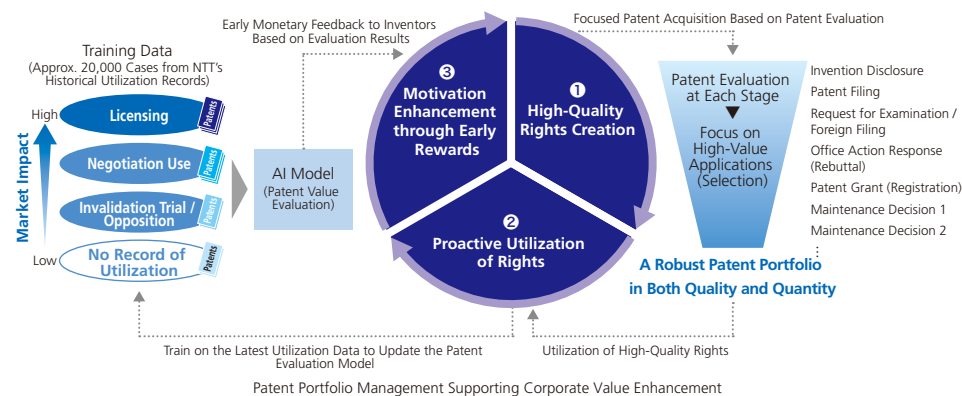 Training Data
(Approx. 20,000 Cases from NTT's
Historical Utilization Records)
Market Impact
High
Low
Licensing
Patents
Negotiation Use
Patents
Invalidation Trial /
Opposition
Patents
No Record of
Utilization
Patents
AI Model
(Patent Value
Evaluation)
Early Monetary Feedback to Inventors
Based on Evaluation Results
❸
Motivation
Enhancement
through Early
Rewards
❶
High-Quality
Rights Creation
❷
Proactive Utilization
of Rights
Focused Patent Acquisition Based on Patent Evaluation
Patent Evaluation
at Each Stage
▼
Focus on
High-Value
Applications
(Selection)
Invention Disclosure
Patent Filing
Request for Examination /
Foreign Filing
Office Action Response
(Rebuttal)
Patent Grant (Registration)
Maintenance Decision 1
Maintenance Decision 2
A Robust Patent Portfolio
in Both Quality and Quantity
Train on the Latest Utilization Data to Update the Patent
Evaluation Model
Utilization of High-Quality Rights
Patent Portfolio Management Supporting Corporate Value Enhancement